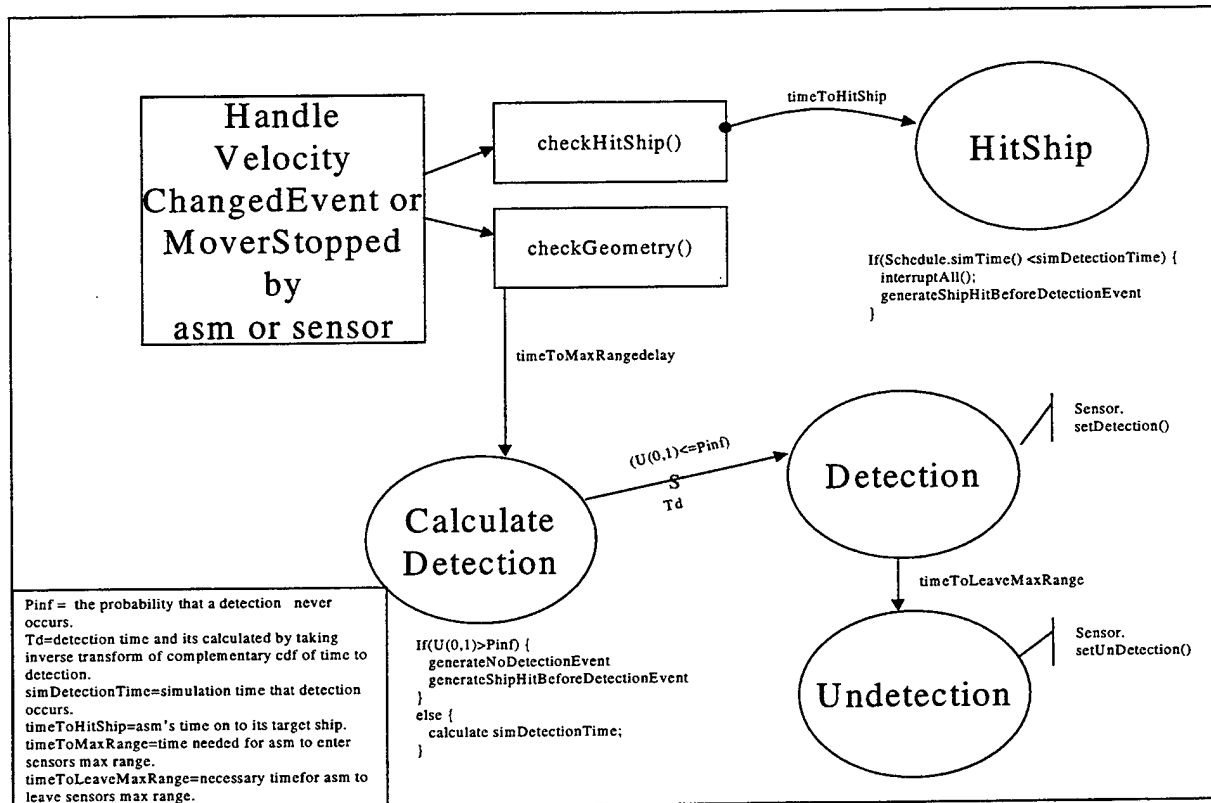 Handle
Velocity
ChangedEvent or
MoverStopped
by
asm or sensor
checkHitShip()
checkGeometry()
timeToHitShip
HitShip
If(Schedule.simTime() <simDetectionTime) {
interruptAll();
generateShipHitBeforeDetectionEvent
}
timeToMaxRangedelay
Calculate
Detection
(U(0,1)<=Pinf)
S
Td
Detection
Sensor.
setDetection()
timeToLeaveMaxRange
Undetection
Sensor.
setUnDetection()
If(U(0,1)>Pinf) {
generateNoDetectionEvent
generateShipHitBeforeDetectionEvent
}
else {
calculate simDetectionTime;
}
Pinf = the probability that a detection never
occurs.
Td=detection time and its calculated by taking
inverse transform of complementary cdf of time to
detection.
simDetectionTime=simulation time that detection
occurs.
timeToHitShip=asm's time on to its target ship.
timeToMaxRange=time needed for asm to enter
sensors max range.
timeToLeaveMaxRange=necessary timefor asm to
leave sensors max range.